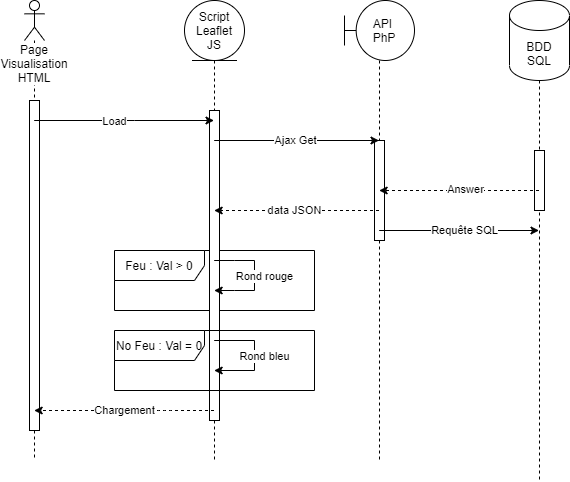 Page
Visualisation
HTML
Script
Leaflet
JS
API
PhP
BDD
SQL
Load
Ajax Get
Answer
data JSON
Requête SQL
Feu : Val > 0
Rond rouge
No Feu : Val = 0
Rond bleu
Chargement